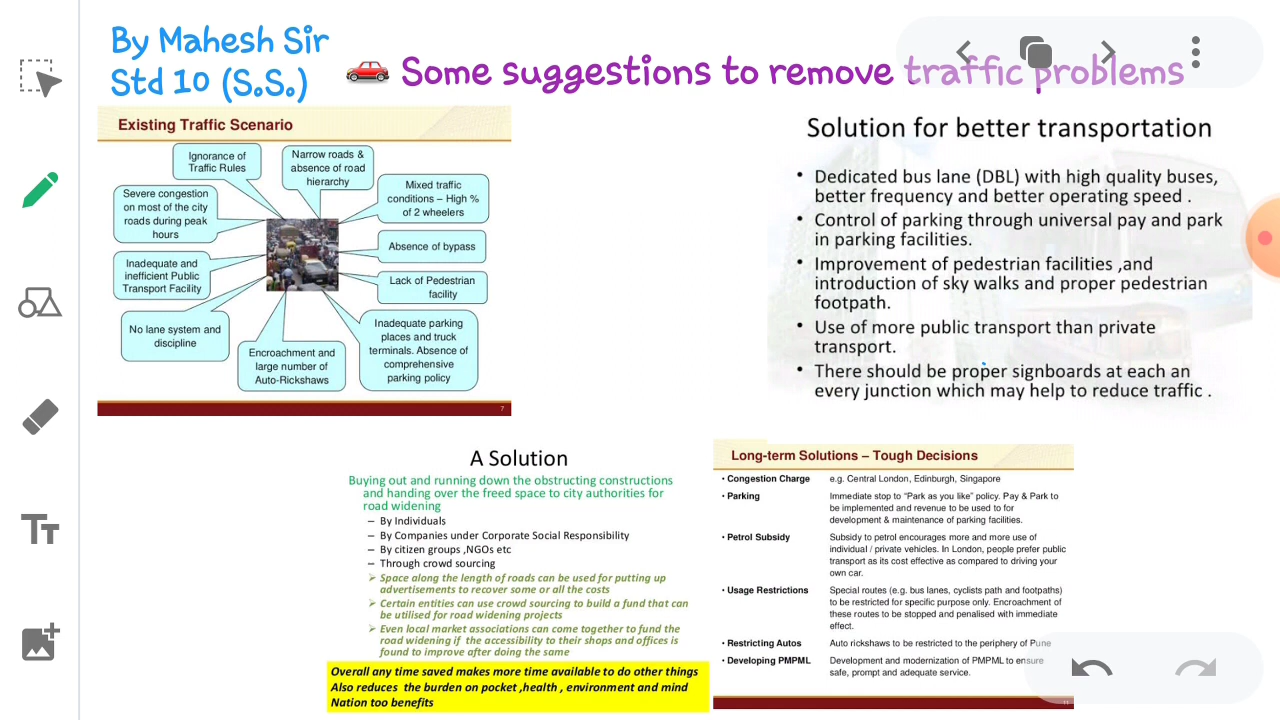 By Mahesh Sir
Std 10 (S.S.)
Some suggestions to remove traffic problems
Existing Traffic Scenario
Ignorance of
Traffic Rules
Narrow roads &
absence of road
hierarchy
Severe congestion
on most of the city
roads during peak
hours
Mixed traffic
conditions – High %
of 2 wheelers
Absence of bypass
Inadequate and
inefficient Public
Transport Facility
Lack of Pedestrian
facility
No lane system and
discipline
Encroachment and
large number of
Auto-Rickshaws
Inadequate parking
places and truck
terminals. Absence of
comprehensive
parking policy
7
Solution for better transportation
• Dedicated bus lane (DBL) with high quality buses,
better frequency and better operating speed .
• Control of parking through universal pay and park
in parking facilities.
• Improvement of pedestrian facilities ,and
introduction of sky walks and proper pedestrian
footpath.
• Use of more public transport than private
transport.
• There should be proper signboards at each an
every junction which may help to reduce traffic .
A Solution
Buying out and running down the obstructing constructions
and handing over the freed space to city authorities for
road widening
– By Individuals
– By Companies under Corporate Social Responsibility
– By citizen groups ,NGOs etc
– Through crowd sourcing
➢ Space along the length of roads can be used for putting up
advertisements to recover some or all the costs
➢ Certain entities can use crowd sourcing to build a fund that can
be utilised for road widening projects
➢ Even local market associations can come together to fund the
road widening if the accessibility to their shops and offices is
found to improve after doing the same
Overall any time saved makes more time available to do other things
Also reduces the burden on pocket ,health , environment and mind
Nation too benefits
Long-term Solutions – Tough Decisions
• Congestion Charge e.g. Central London, Edinburgh, Singapore
• Parking Immediate stop to “Park as you like” policy. Pay & Park to
be implemented and revenue to be used to for
development & maintenance of parking facilities.
• Petrol Subsidy Subsidy to petrol encourages more and more use of
individual / private vehicles. In London, people prefer public
transport as its cost effective as compared to driving your
own car.
• Usage Restrictions Special routes (e.g. bus lanes, cyclists path and footpaths)
to be restricted for specific purpose only. Encroachment of
these routes to be stopped and penalised with immediate
effect.
• Restricting Autos Auto rickshaws to be restricted to the periphery of Pune
• Developing PMPML Development and modernization of PMPML to ensure
safe, prompt and adequate service.
Tт